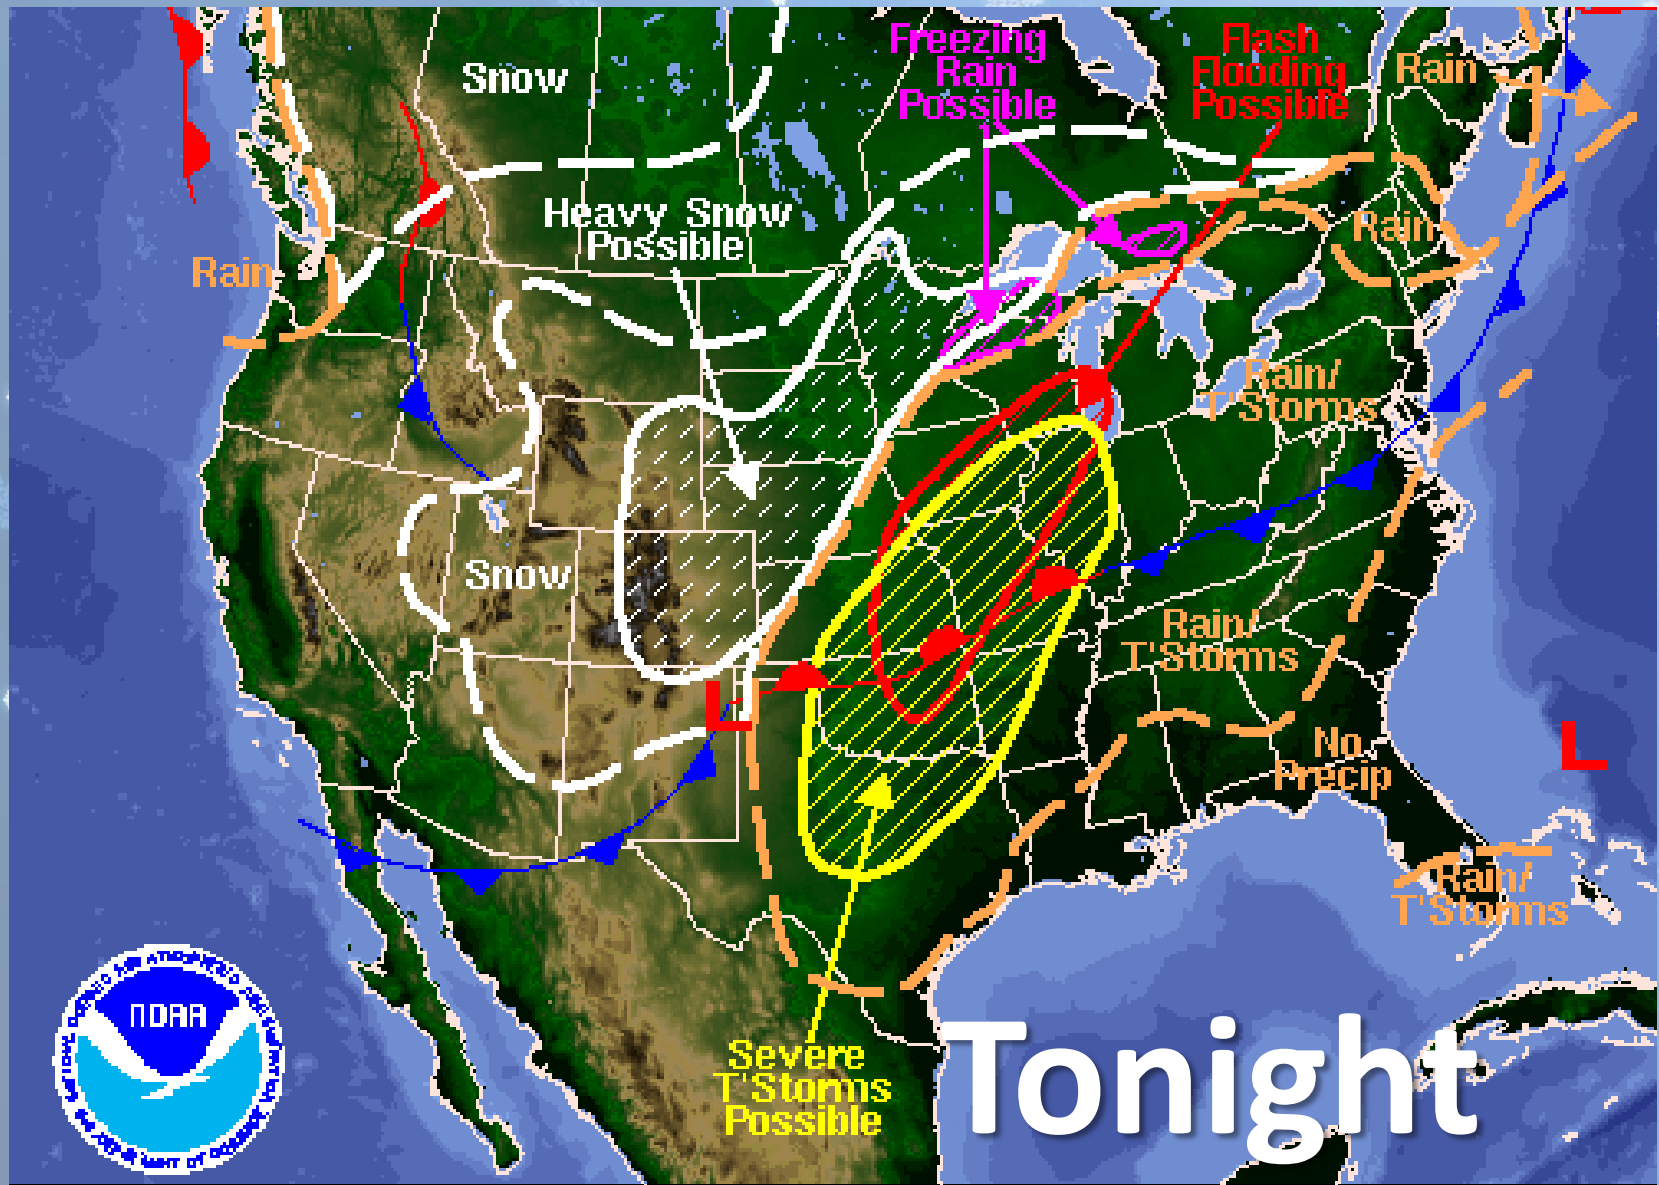 Freezing
Rain
Possible
Flash
Flooding
Possible
Rain
Snow
Heavy Snow
Possible
Rain
Rain
Rain/
T'Storms
Snow
Rain/
T'Storms
L
No
Precip
L
Rain/
T'Storms
NOAA
Severe
T'Storms
Possible
Tonight